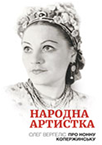 НАРОДНА
АРТИСТКА
ОЛЕГ ВЕРГЕЛІС ПРО НОННУ
КОПЕРЖИНСЬКУ